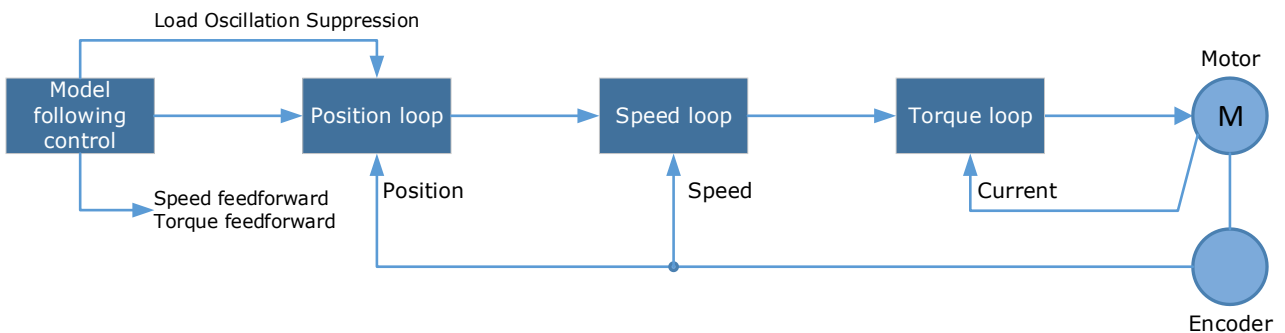 Load Oscillation Suppression
Motor
Model
following
control
Position loop
Speed loop
Torque loop
M
Position
Speed
Current
Speed feedforward
Torque feedforward
Encoder